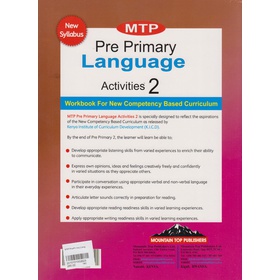 New
Syllabus
MTP
Pre Primary
Language
Activities 2
Workbook For New Competency Based Curriculum
MTP Pre Primary Language Activities 2 is specially designed to reflect the aspirations
of the New Competency Based Curriculum as released by
Kenya Institute of Curriculum Development (K.I.C.D).
By the end of Pre Primary 2, the learner will learn be able to;
Develop appropriate listening skills from varied experiences to enrich their ability
to communicate.
Express own opinions, ideas and feelings creatively freely and confidently
in varied situations as they appreciate others.
Participate in conversation using appropriate verbal and non-verbal language
in their everyday experiences.
Articulate letter sounds correctly in preparation for reading.
Develop appropriate reading readiness skills in varied learning experiences.
Apply appropriate writing readiness skills in varied learning experiences.
MOUNTAIN TOP PUBLISHERS